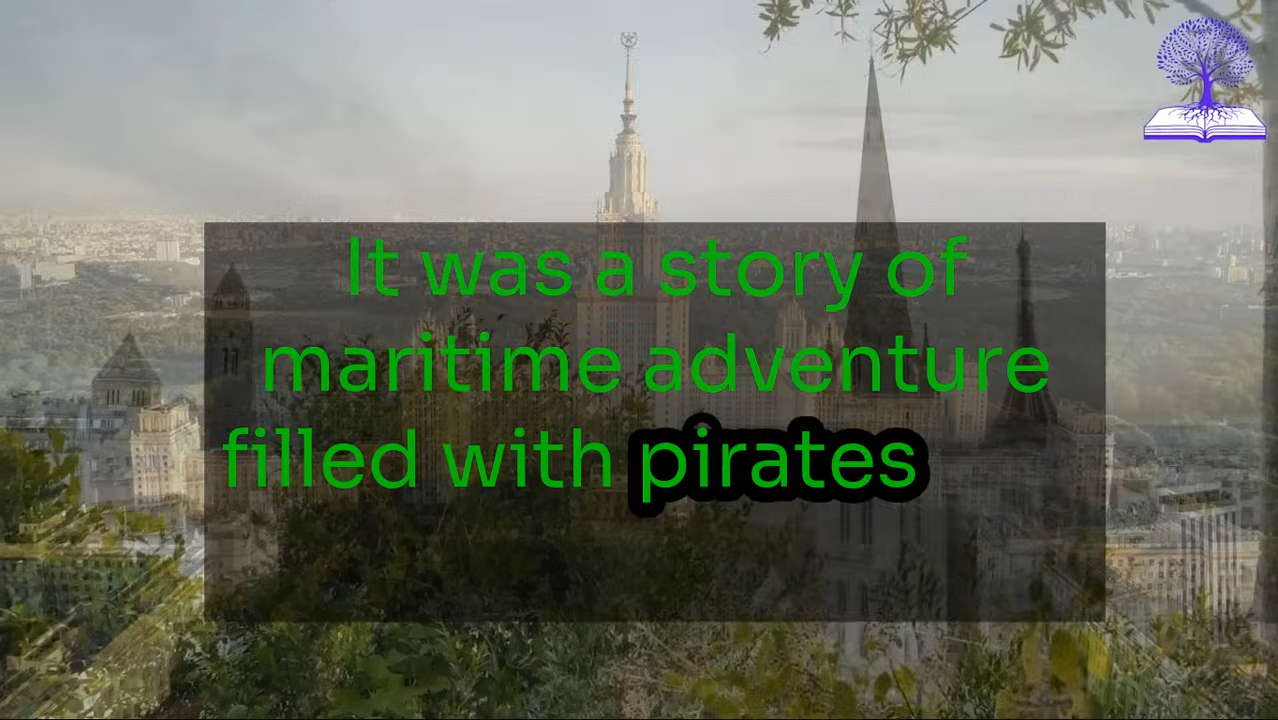 It was a story of
maritime adventure
filled with pirates